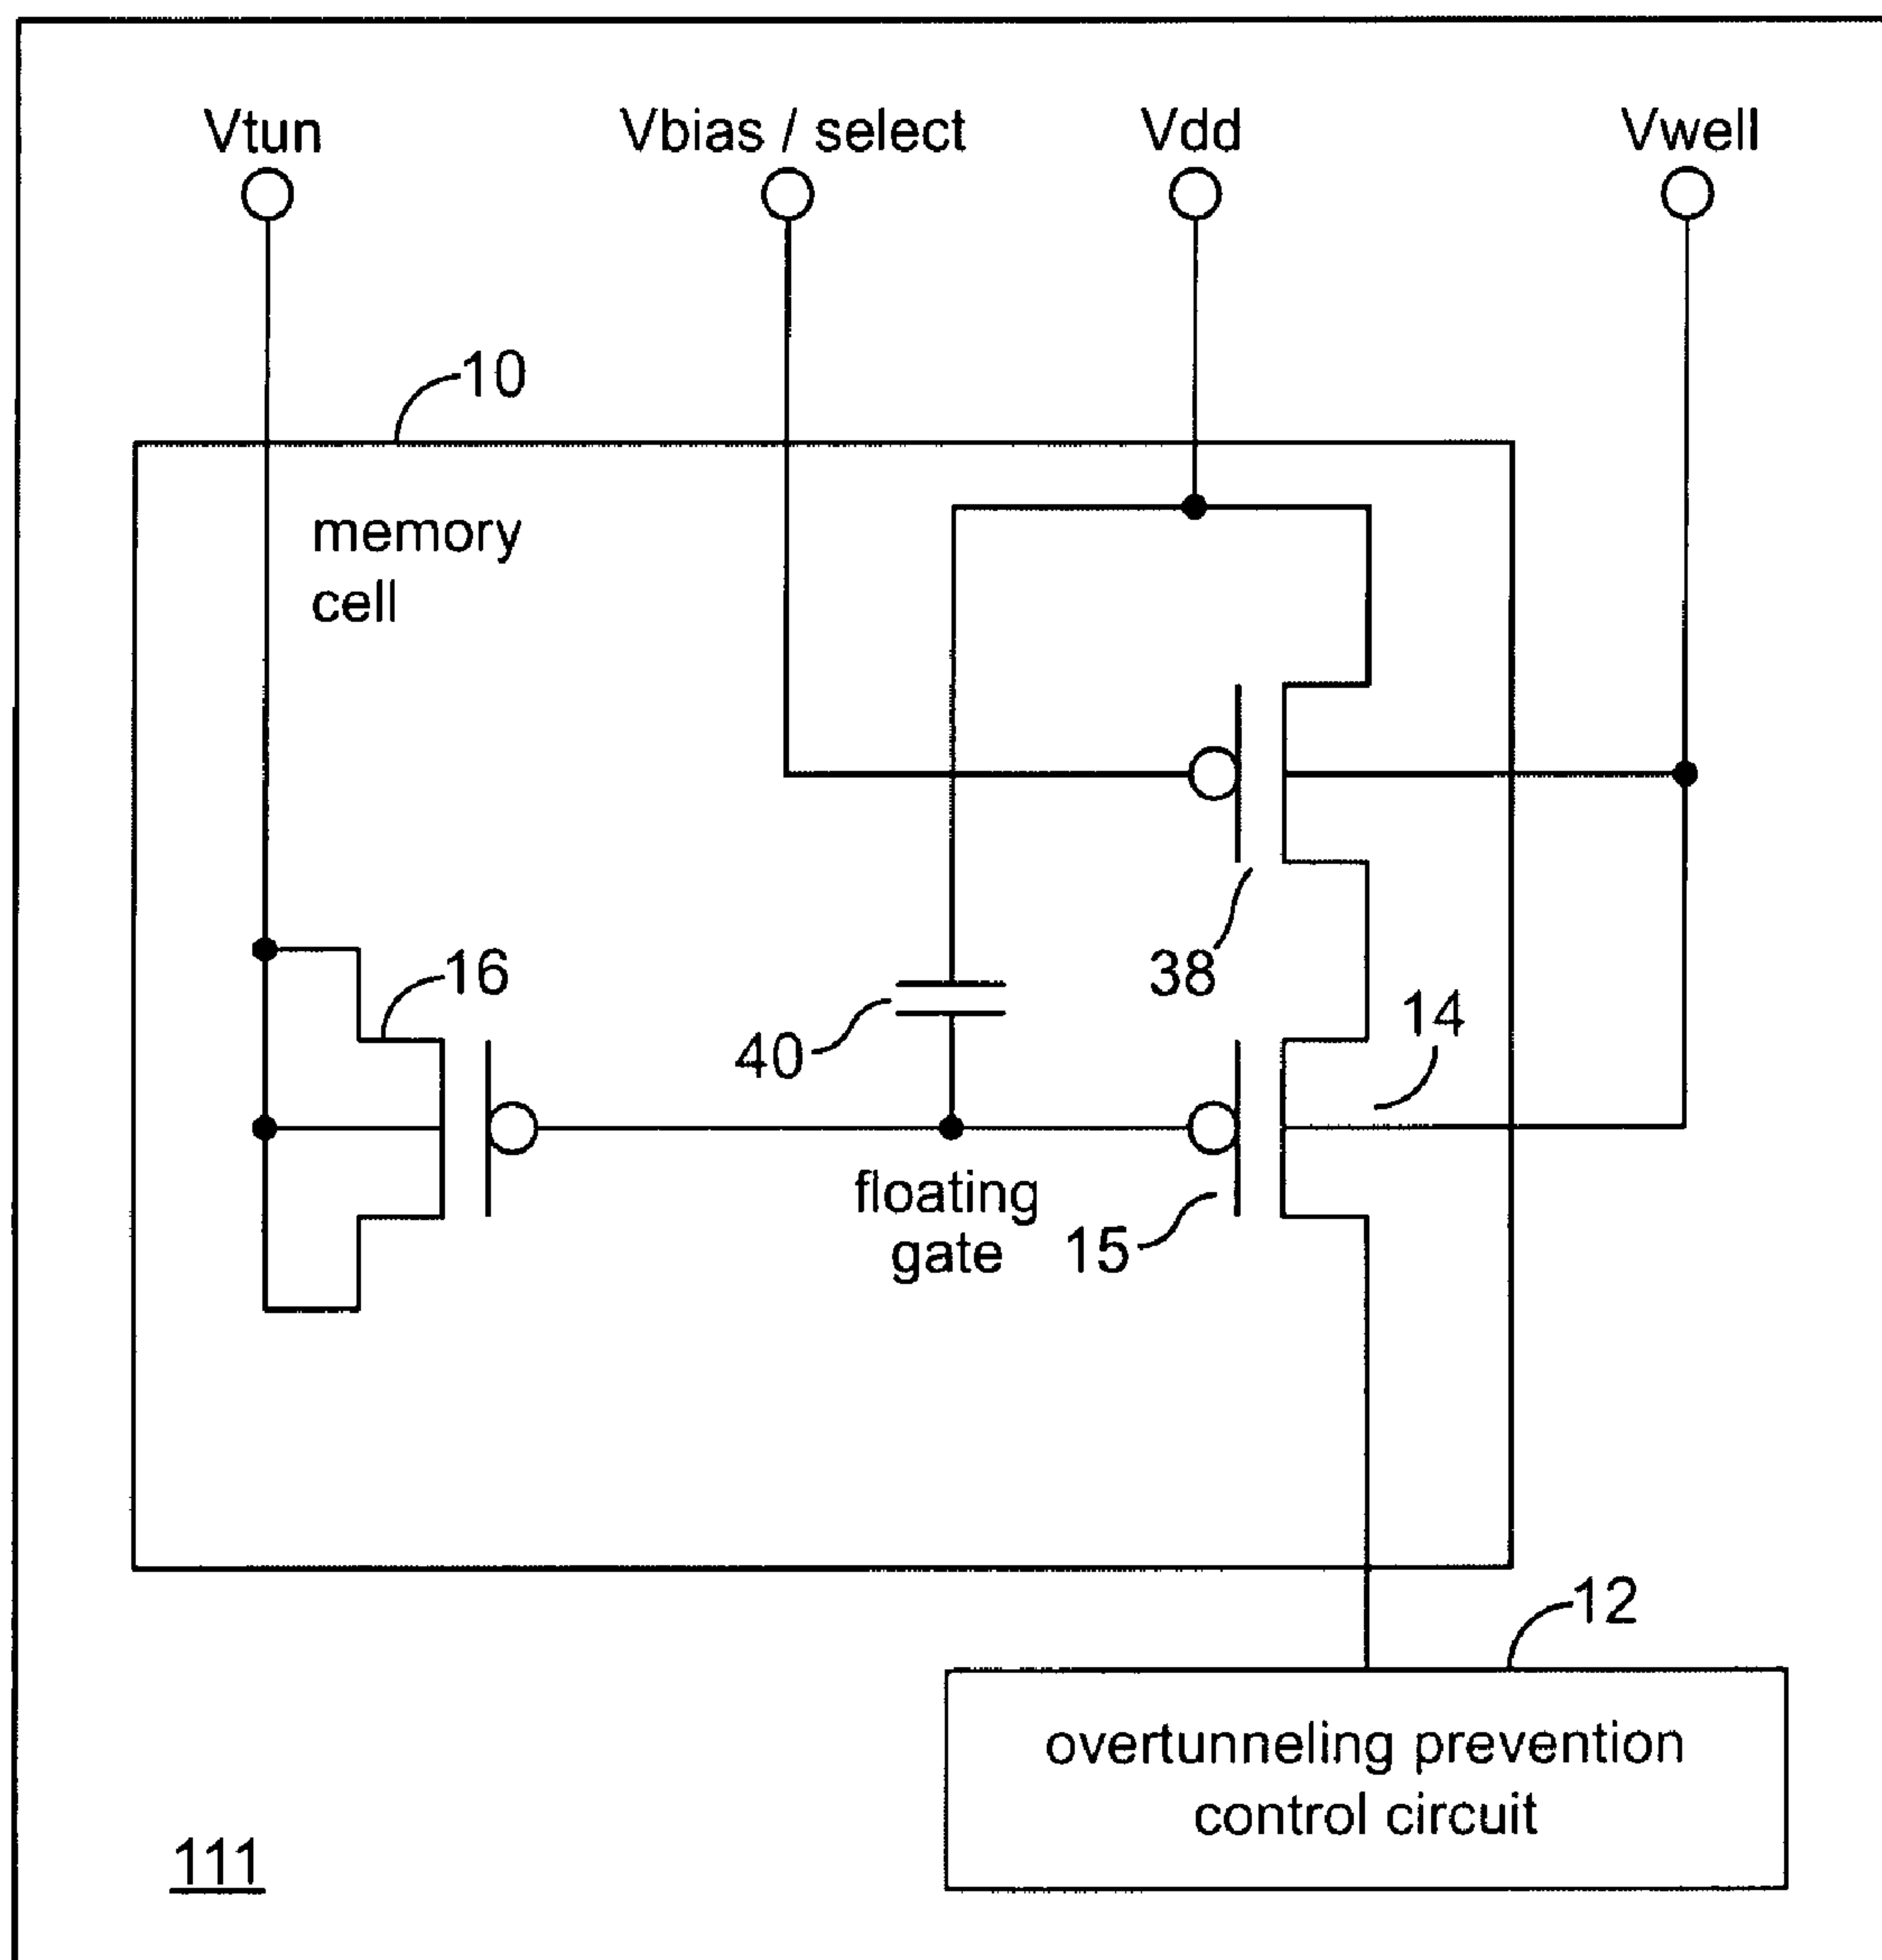 Vtun
Vbias / select
Vdd
Vwell
10
memory
cell
16
38
40
14
floating
gate
15
12
overtunneling prevention
control circuit
111